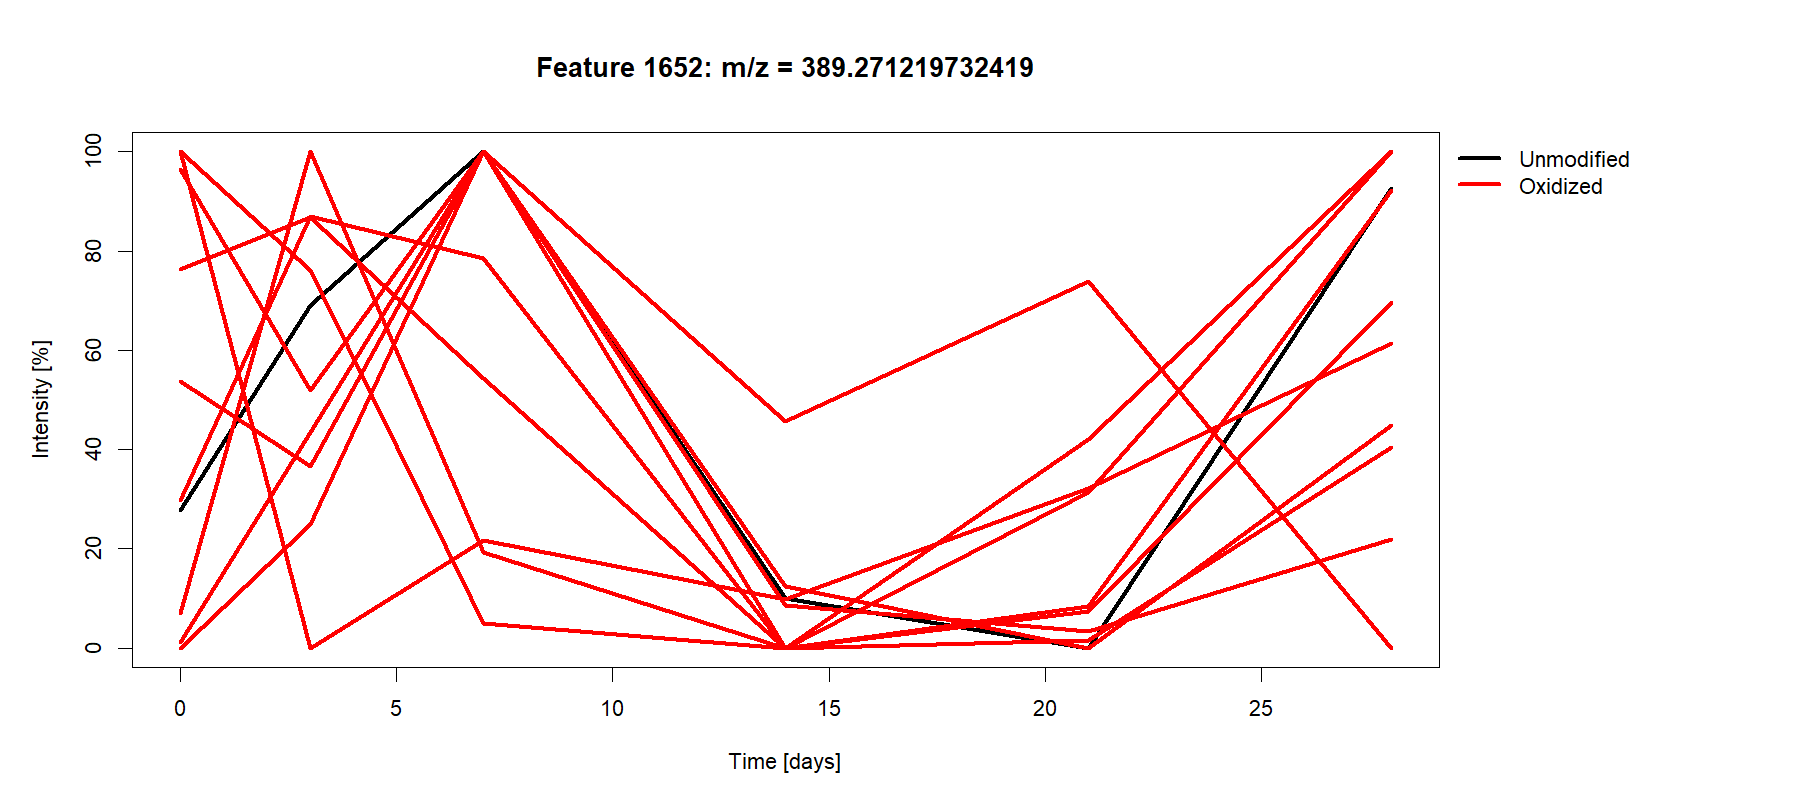 Feature 1652: m/z = 389.271219732419
Unmodified
Oxidized
Intensity [%]
100
80
60
40
20
0
0 5 10 15 20 25
Time [days]